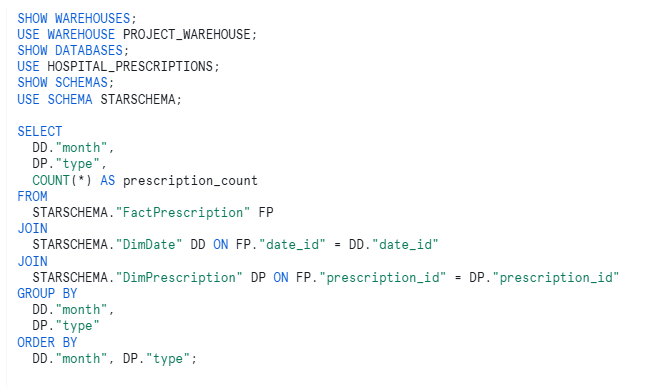 SHOW WAREHOUSES;
USE WAREHOUSE PROJECT_WAREHOUSE;
SHOW DATABASES;
USE HOSPITAL_PRESCRIPTIONS;
SHOW SCHEMAS;
USE SCHEMA STARSCHEMA;

SELECT
  DD."month",
  DP."type",
  COUNT(*) AS prescription_count
FROM
  STARSCHEMA."FactPrescription" FP
JOIN
  STARSCHEMA."DimDate" DD ON FP."date_id" = DD."date_id"
JOIN
  STARSCHEMA."DimPrescription" DP ON FP."prescription_id" = DP."prescription_id"
GROUP BY
  DD."month",
  DP."type"
ORDER BY
  DD."month", DP."type";